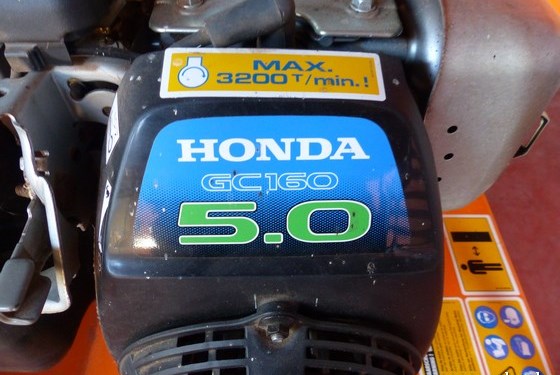 MAX.
3200 T/min.!
HONDA
GC160
5.0